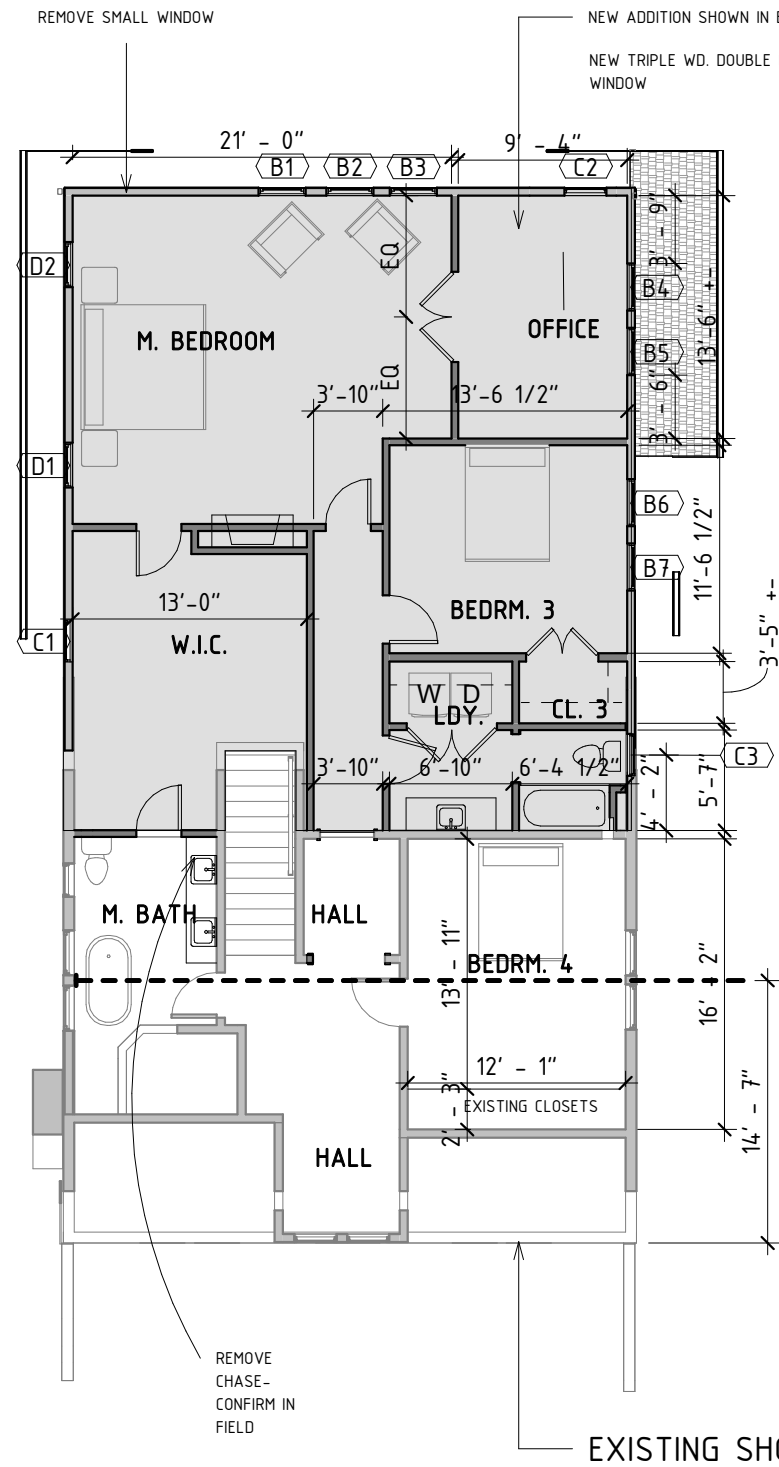 REMOVE SMALL WINDOW
NEW ADDITION SHOWN IN
NEW TRIPLE WD. DOUBLE
WINDOW
21' - 0"
9' - 4"
B1
B2
B3
C2
D2
EQ
3' - 9"
B4
M. BEDROOM
OFFICE
13'-6" +-
B5
EQ
3'-10"
13'-6 1/2"
3' - 6"
D1
B6
11'-6 1/2"
B7
13'-0"
BEDRM. 3
C1
W.I.C.
3'-5" +-
W D
LDY.
CL. 3
C3
3'-10"
6'-10"
6'-4 1/2"
4' - 2"
5'-7"
M. BATH
HALL
13' - 11"
BEDRM. 4
16' - 2"
12' - 1"
2' - 3"
EXISTING CLOSETS
14' - 7"
HALL
REMOVE
CHASE-
CONFIRM IN
FIELD
EXISTING